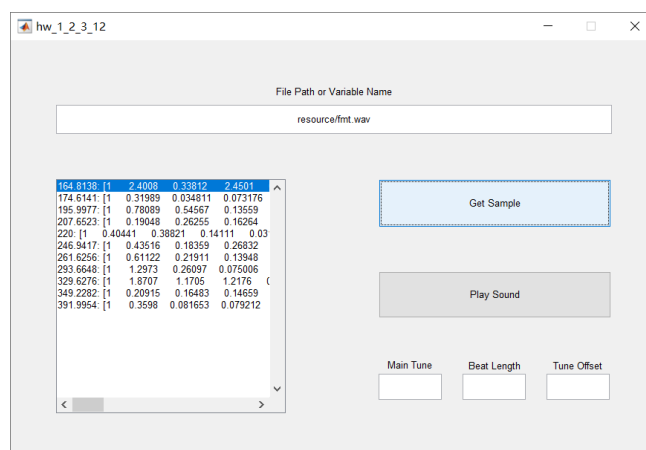 hw_1_2_3_12
File Path or Variable Name
resource/fmt.wav
164.8138: [1 2.4008 0.33812 2.4501
174.6141: [1 0.31989 0.034811 0.073176
195.9977: [1 0.78089 0.54567 0.13559
207.6523: [1 0.19048 0.26255 0.16264
220: [1 0.40441 0.38821 0.14111 0.03
246.9417: [1 0.43516 0.18359 0.26832
261.6256: [1 0.61122 0.21911 0.13948
293.6648: [1 1.2973 0.26097 0.075006
329.6276: [1 1.8707 1.1705 1.2176
349.2282: [1 0.20915 0.16483 0.14659
391.9954: [1 0.3598 0.081653 0.079212
Get Sample
Play Sound
Main Tune Beat Length Tune Offset